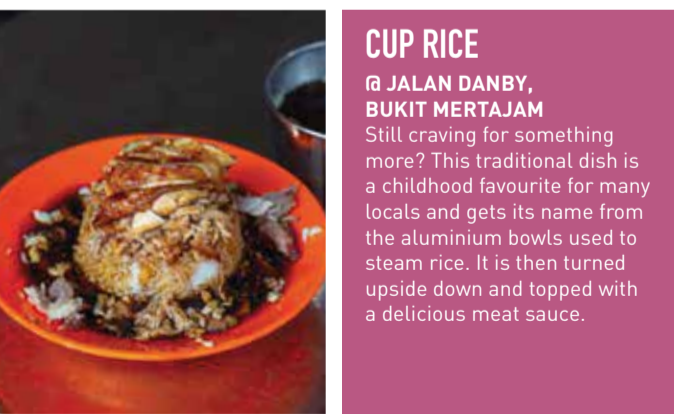 CUP RICE
@ JALAN DANBY,
BUKIT MERTAJAM
Still craving for something
more? This traditional dish is
a childhood favourite for many
locals and gets its name from
the aluminium bowls used to
steam rice. It is then turned
upside down and topped with
a delicious meat sauce.